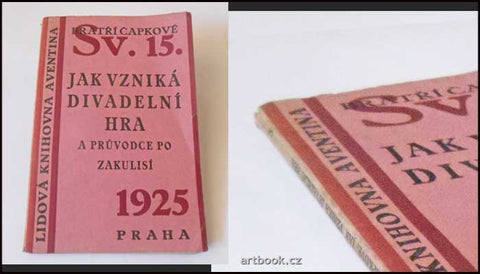 BRATŘÍ ČAPKOVÉ
SV. 15.
JAK VZNIKÁ
DIVADELNÍ
HRA
A PRŮVODCE PO
ZAKULISÍ
1925
PRAHA
LIDOVÁ KNIHOVNA AVENTINA
BRATŘÍ ČA
SV.
JAK
DIV
KNIHOVNA AVENTINA
artbook.cz